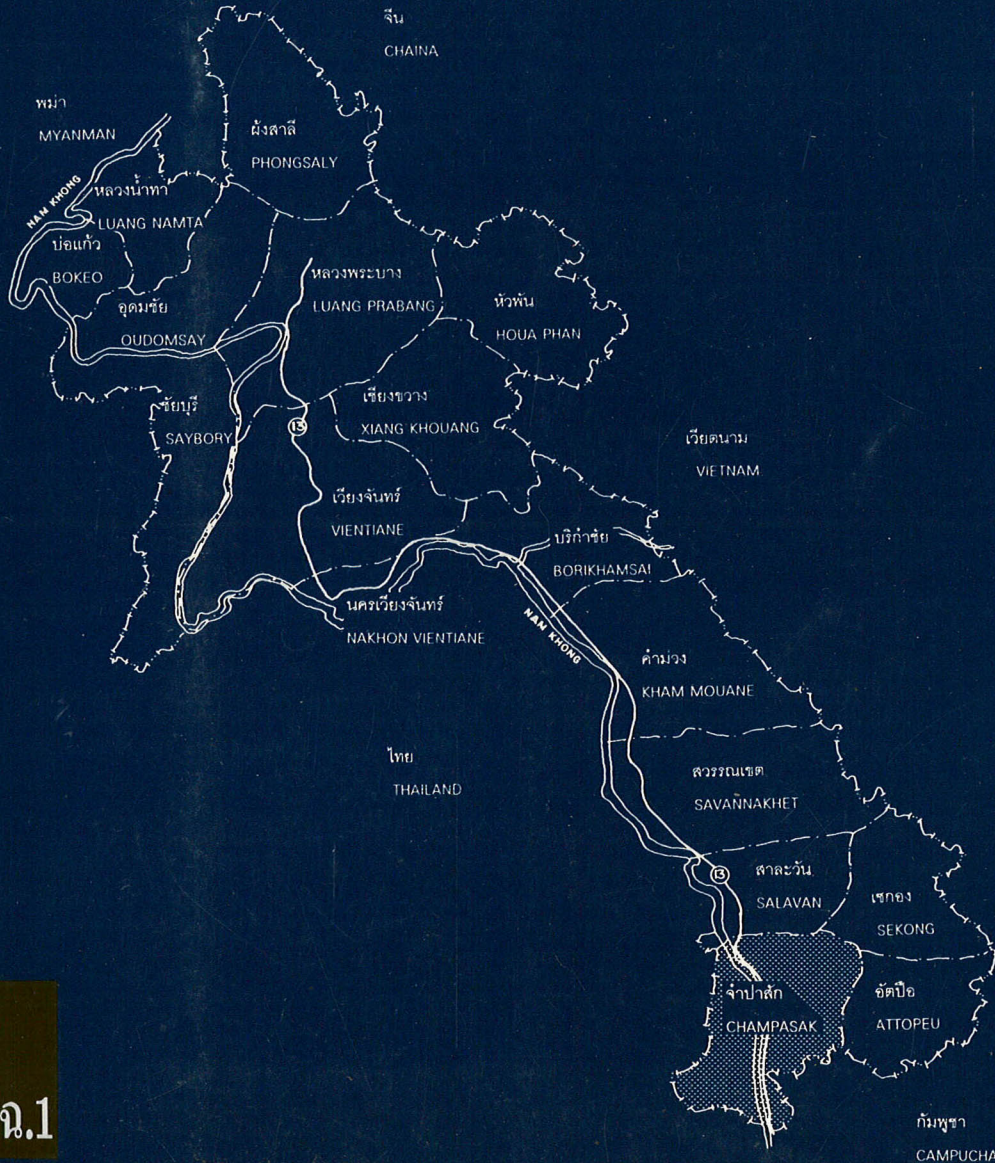 จีน
CHAINA
พม่า
MYANMAN
ผ้งสาลี
PHONGSALY
NAM KHONG
หลวงน้ำทา
LUANG NAMTA
บ่อแก้ว
BOKEO
หลวงพระบาง
LUANG PRABANG
หัวพัน
HOUA PHAN
อุดมชัย
OUDOMSAY
เชียงขวาง
XIANG KHOUANG
ชัยบุรี
SAYBORY
13
เวียดนาม
VIETNAM
เวียงจันทร์
VIENTIANE
บริกำชัย
BORIKHAMSAI
นครเวียงจันทร์
NAKHON VIENTIANE
NAM KHONG
คำม่วง
KHAM MOUANE
ไทย
THAILAND
สวรรณเขต
SAVANNAKHET
13
สาละวัน
SALAVAN
เซกอง
SEKONG
จำปาสัก
CHAMPASAK
อัตปือ
ATTOPEU
ฉ.1
กัมพูชา
CAMPUCHA